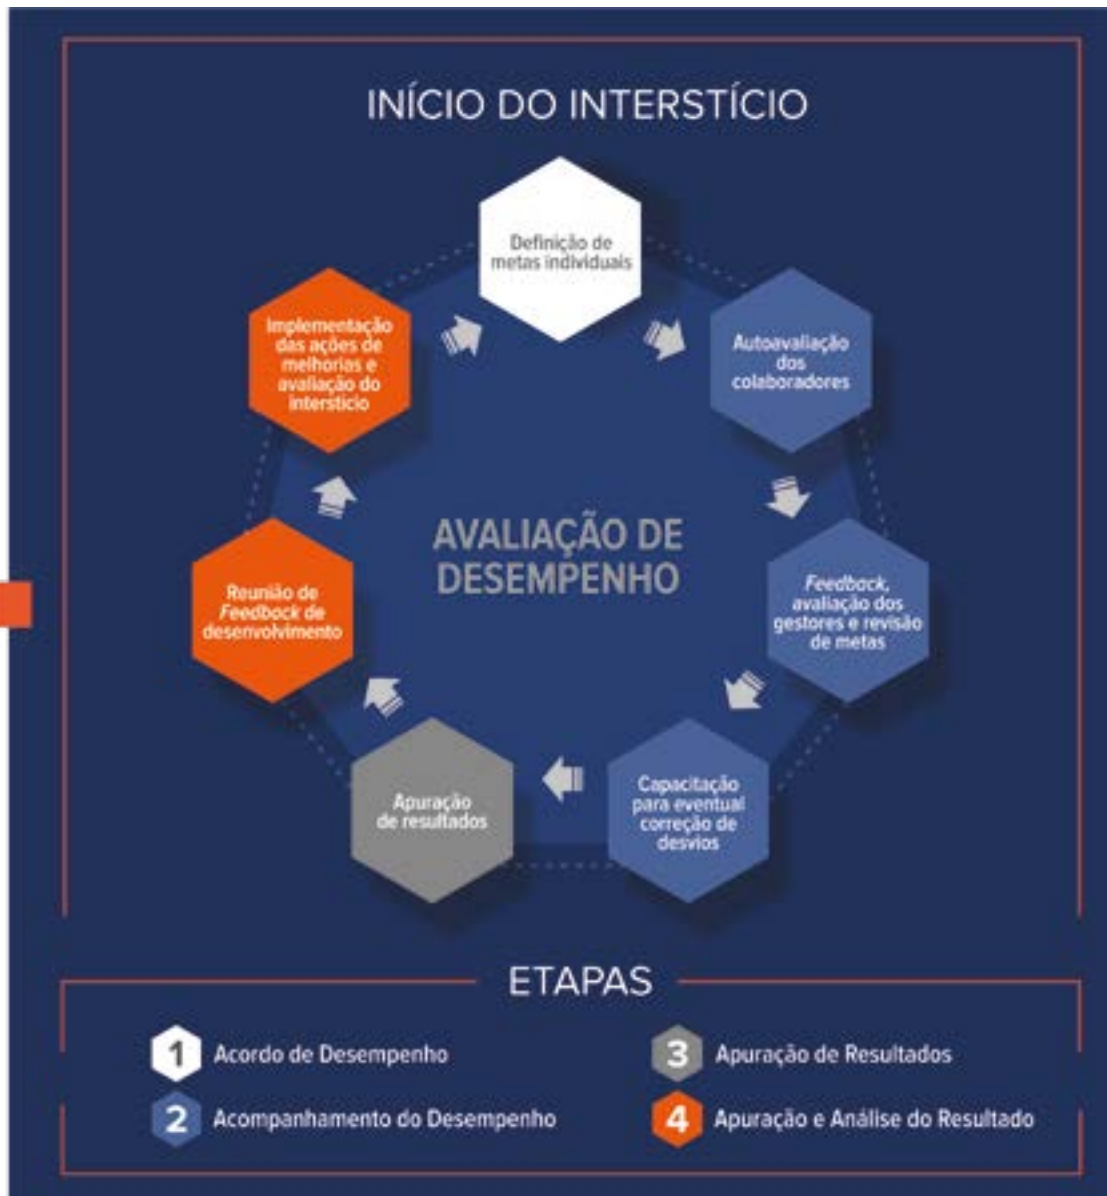 INÍCIO DO INTERSTÍCIO
Definição de
metas individuais
Autoavaliação
dos
colaboradores
Feedback,
avaliação dos
gestores e revisão
de metas
Capacitação
para eventual
correção de
desvios
Apuração
de resultados
Reunião de
Feedback de
desenvolvimento
Implementação
das ações de
melhorias e
avaliação do
interstício
AVALIAÇÃO DE
DESEMPENHO
ETAPAS
1 Acordo de Desempenho
2 Acompanhamento do Desempenho
3 Apuração de Resultados
4 Apuração e Análise do Resultado